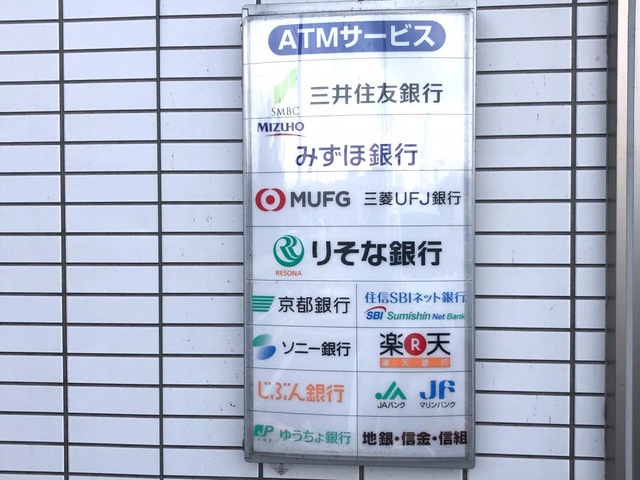 ATMサービス
SMBC
三井住友銀行
MIZUHO
みずほ銀行
MUFG 三菱UFJ銀行
RESONA
りそな銀行
京都銀行
住信SBIネット銀行
SBI Sumishin Net Bank
ソニー銀行
楽R天
楽天銀行
じぶん銀行
JAバンク
JF
マリンバンク
JP
ゆうちょ銀行
地銀・信金・信組